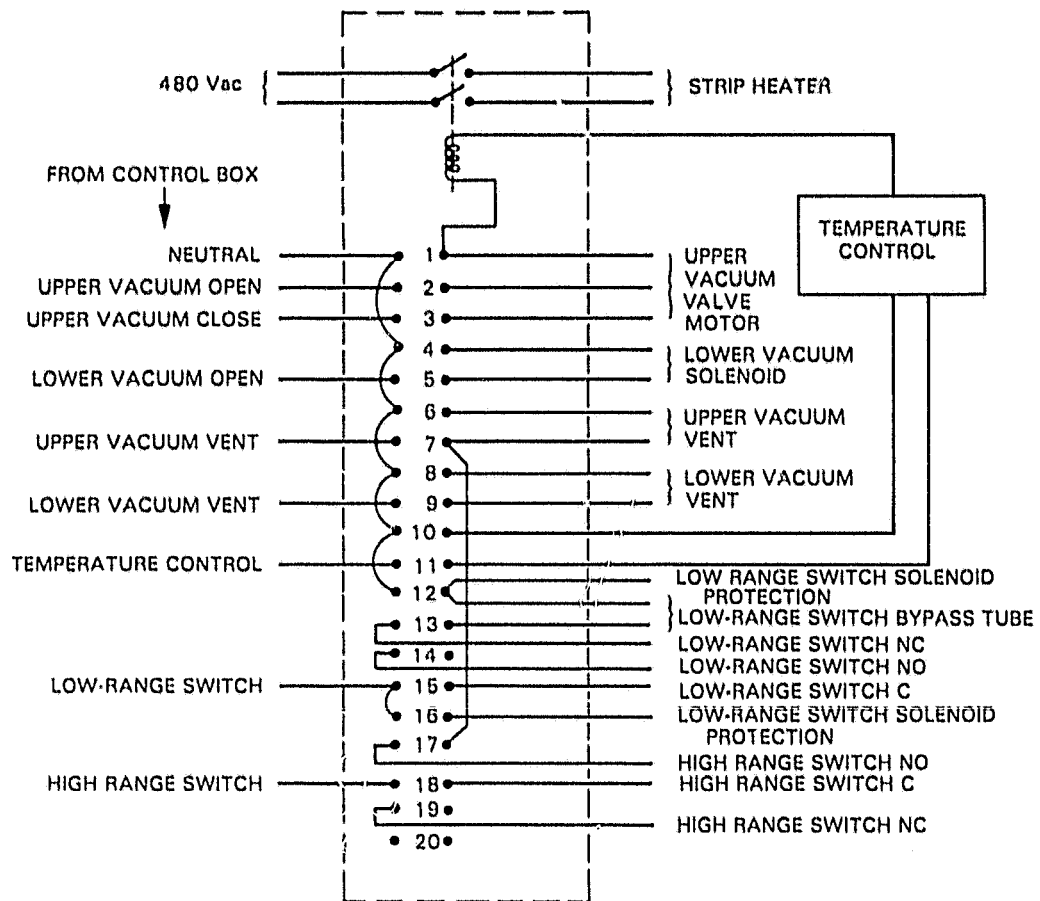 480 Vac
STRIP HEATER
FROM CONTROL BOX
TEMPERATURE
CONTROL
NEUTRAL
1
UPPER
VACUUM
VALVE
MOTOR
UPPER VACUUM OPEN
2
UPPER VACUUM CLOSE
3
4
LOWER VACUUM
SOLENOID
LOWER VACUUM OPEN
5
6
UPPER VACUUM
VENT
UPPER VACUUM VENT
7
8
LOWER VACUUM
VENT
LOWER VACUUM VENT
9
10
TEMPERATURE CONTROL
11
LOW RANGE SWITCH SOLENOID
PROTECTION
12
LOW-RANGE SWITCH BYPASS TUBE
13
LOW-RANGE SWITCH NC
14
LOW-RANGE SWITCH NO
LOW-RANGE SWITCH
15
LOW-RANGE SWITCH C
16
LOW-RANGE SWITCH SOLENOID
PROTECTION
17
HIGH RANGE SWITCH NO
HIGH RANGE SWITCH
18
HIGH RANGE SWITCH C
19
HIGH RANGE SWITCH NC
20